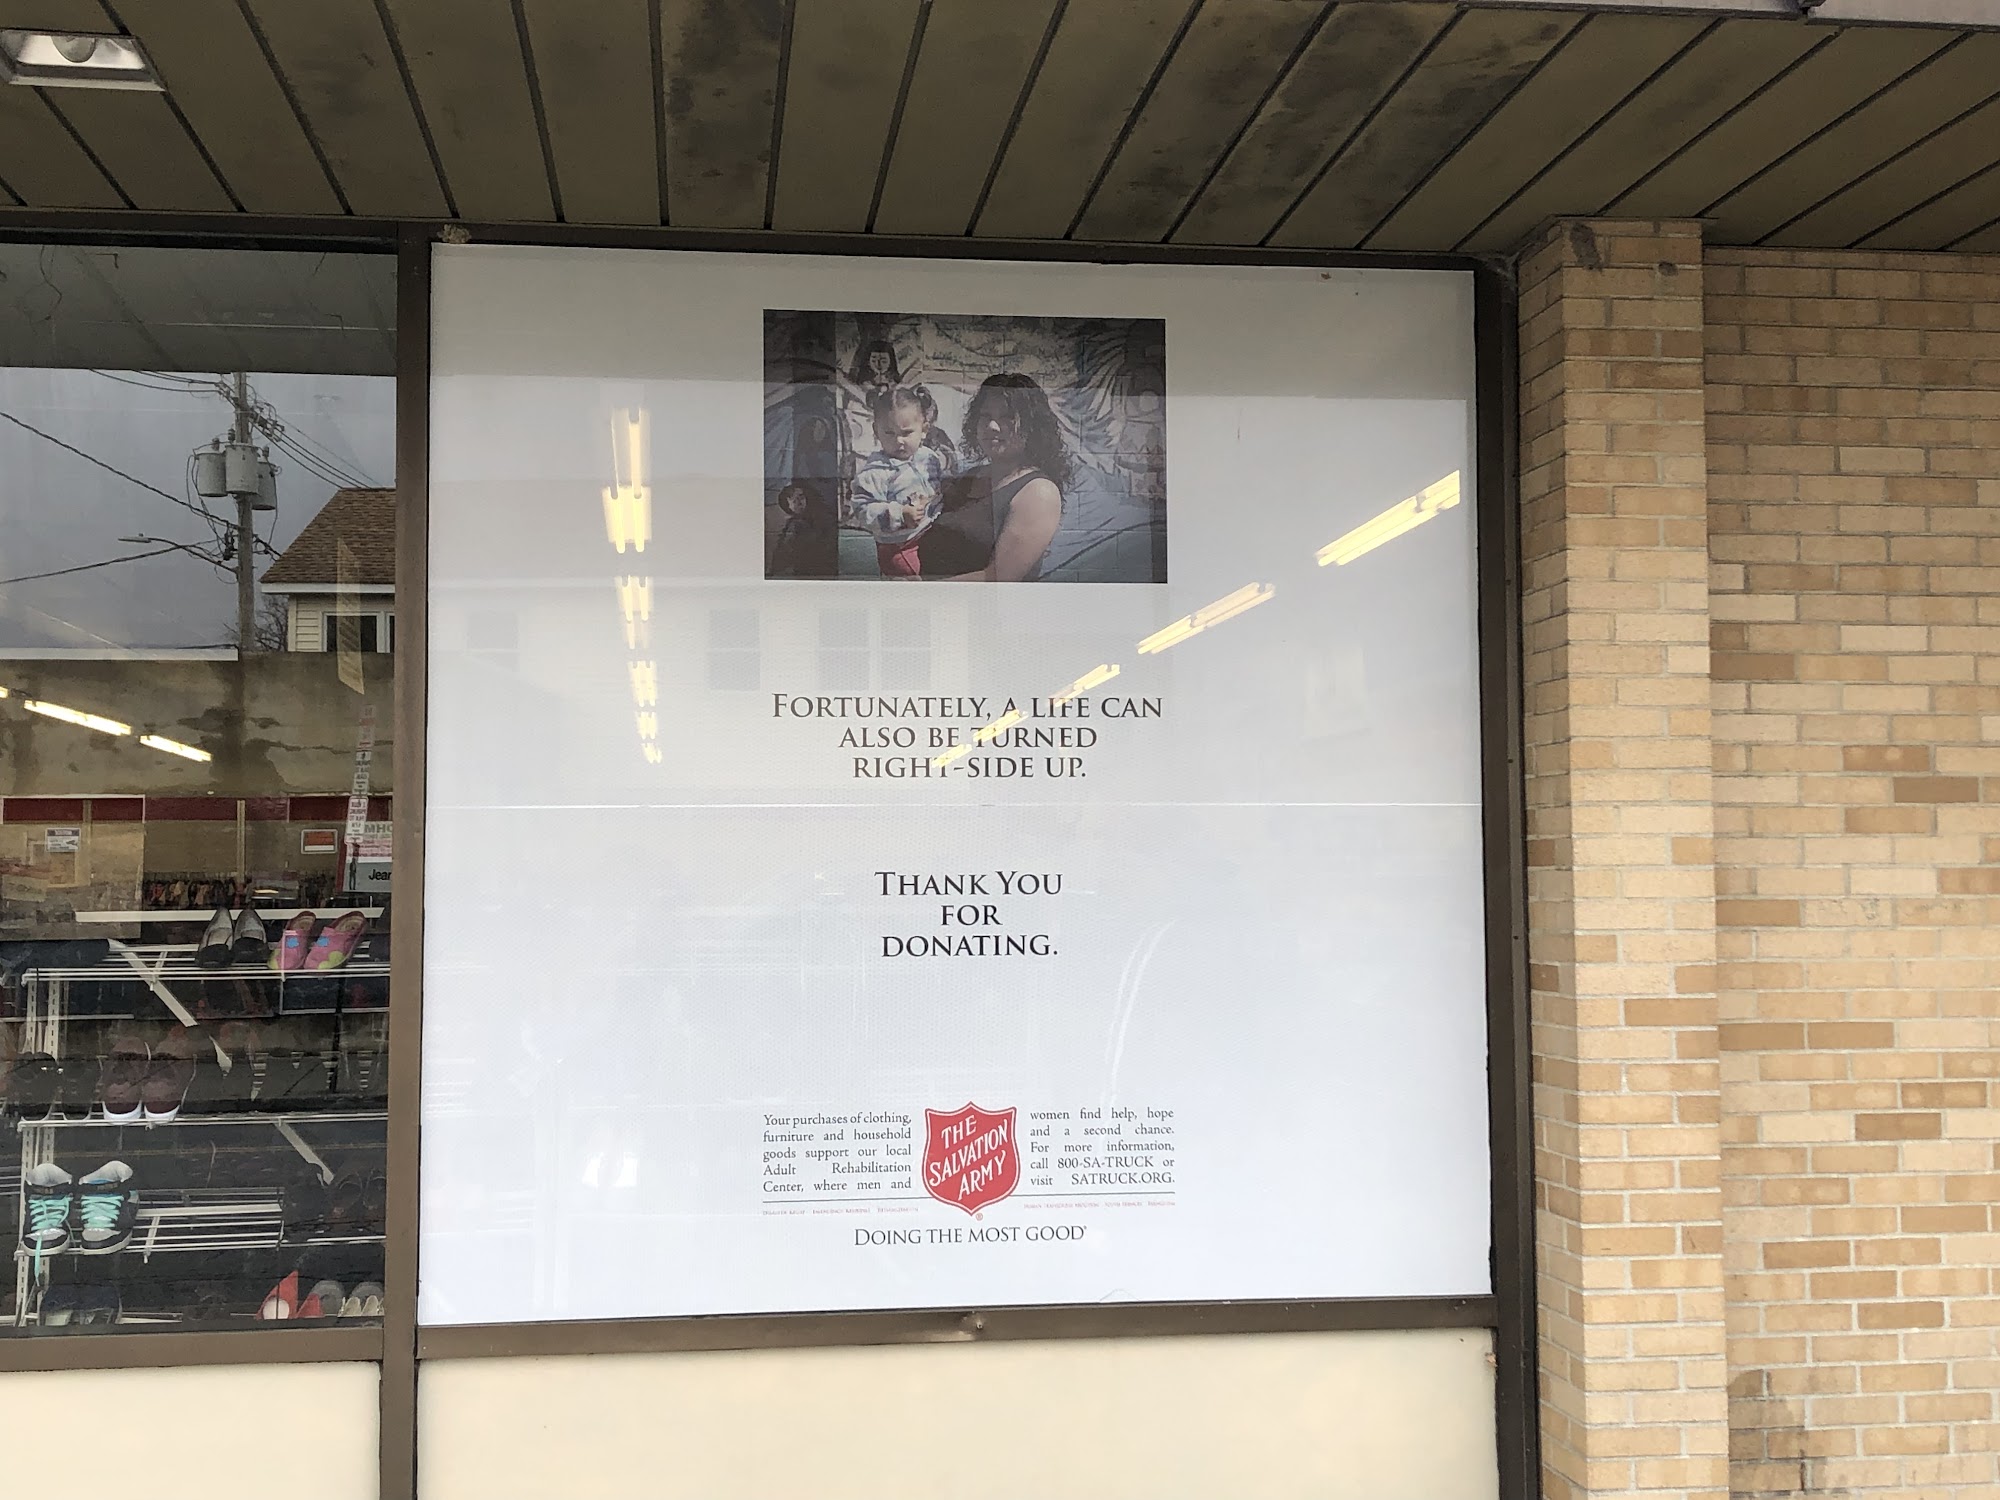 FORTUNATELY, A LIFE CAN
ALSO BE TURNED
RIGHT-SIDE UP.
THANK YOU
FOR
DONATING.
Your purchases of clothing,
furniture and household
goods support our local
Adult Rehabilitation
Center, where men and
THE
SALVATION
ARMY
women find help, hope
and a second chance.
For more information,
call 800-SA-TRUCK or
visit SATRUCK.ORG.
DOING THE MOST GOOD®
Jean